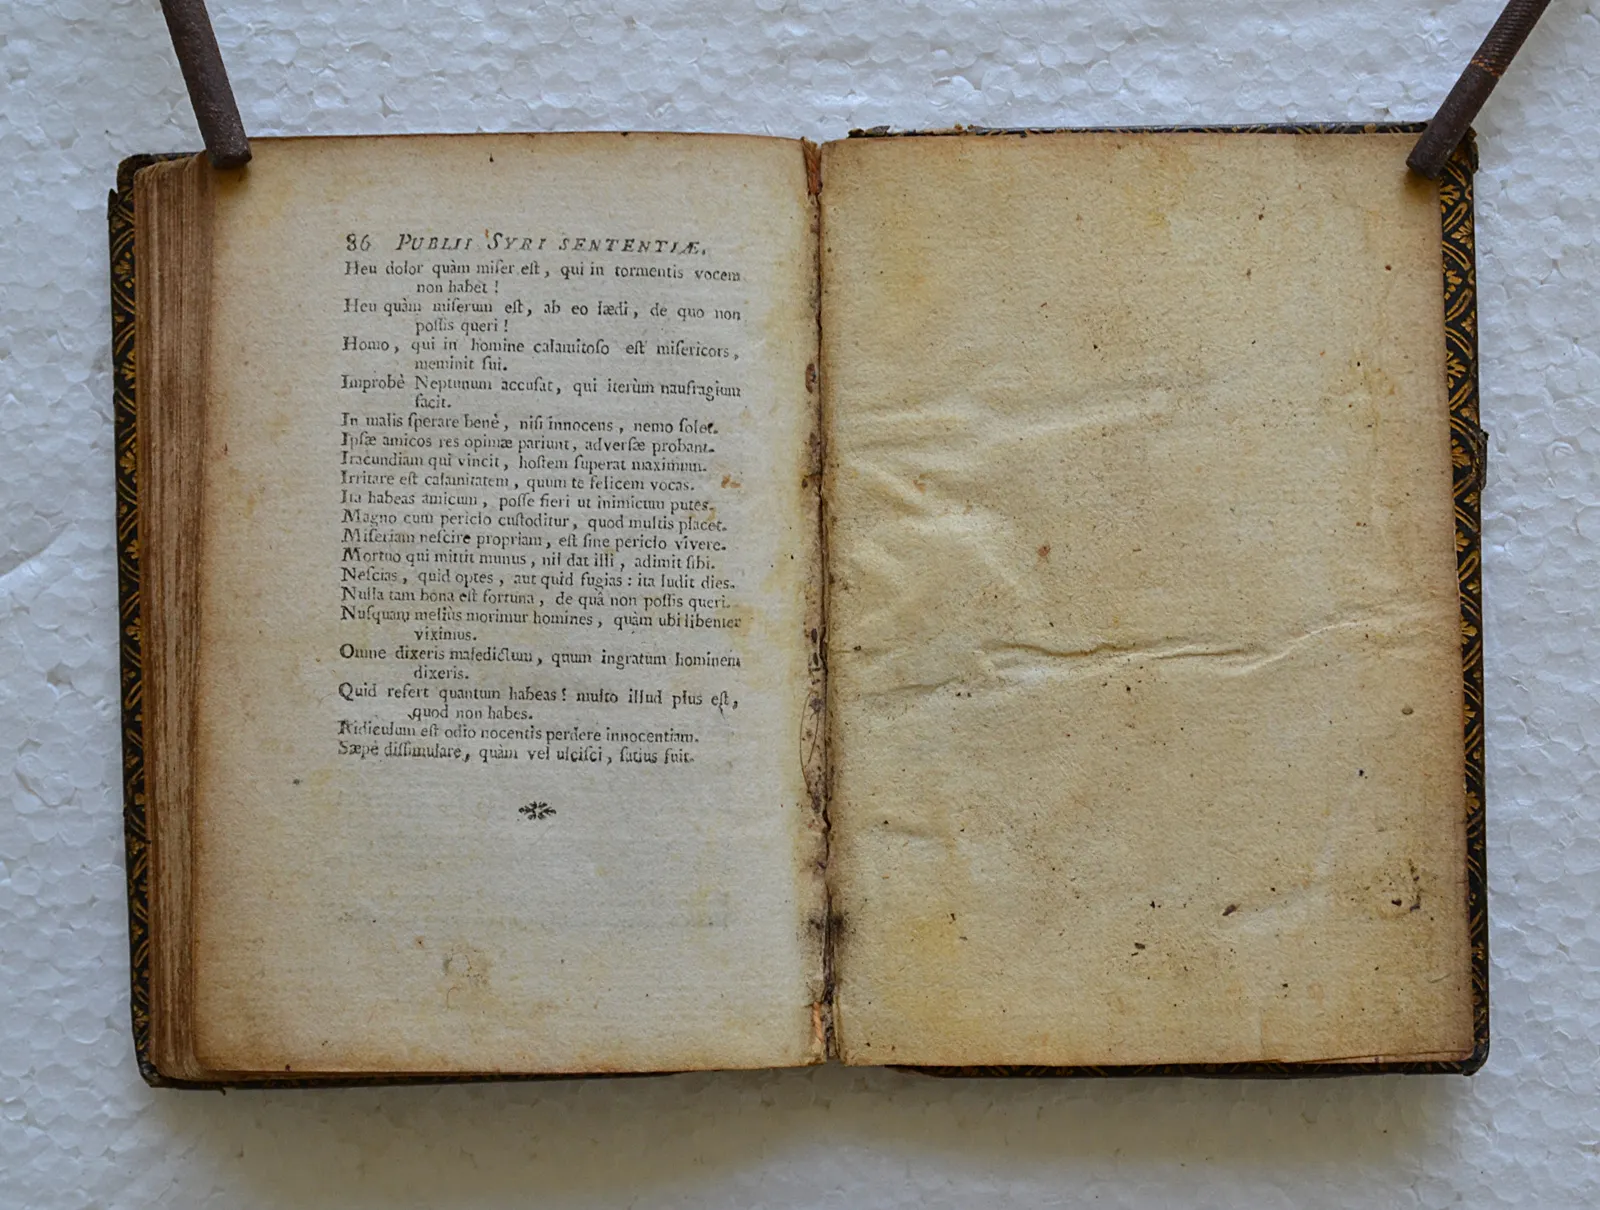 86 PUBLII SYRI SENTENTIÆ.
Heu dolor quàm miſer eſt, qui in tormentis vocem
non habet !
Heu quàm miſerum eſt, ab eo lædi, de quo non
poſſis queri !
Homo, qui in homine calamitoſo eſt miſericors,
meminit ſui.
Improbè Neptunum accuſat, qui iterùm naufragium
facit.
In malis ſperare benè, niſi innocens, nemo ſolet.
Ipſæ amicos res opimæ pariunt, adverſæ probant.
Iracundiam qui vincit, hoſtem ſuperat maximum.
Irritare eſt calamitatem, quum te felicem vocas.
Ita habeas amicum, poſſe fieri ut inimicum putes.
Magno cum periclo cuſtoditur, quod multis placet.
Miſeriam neſcire propriam, eſt ſine periclo vivere.
Mortuo qui mittit munus, nil dat illi, adimit ſibi.
Neſcias, quid optes, aut quid fugias : ita ludit dies.
Nulla tam bona eſt fortuna, de quâ non poſſis queri.
Nuſquam meliùs morimur homines, quàm ubi libenter
viximus.
Omne dixeris maledictum, quum ingratum hominem
dixeris.
Quid refert quantum habeas ! multo illud plus eſt,
quod non habes.
Ridiculum eſt odio nocentis perdere innocentiam.
Sæpè diſſimulare, quàm vel ulciſci, ſatius fuit.